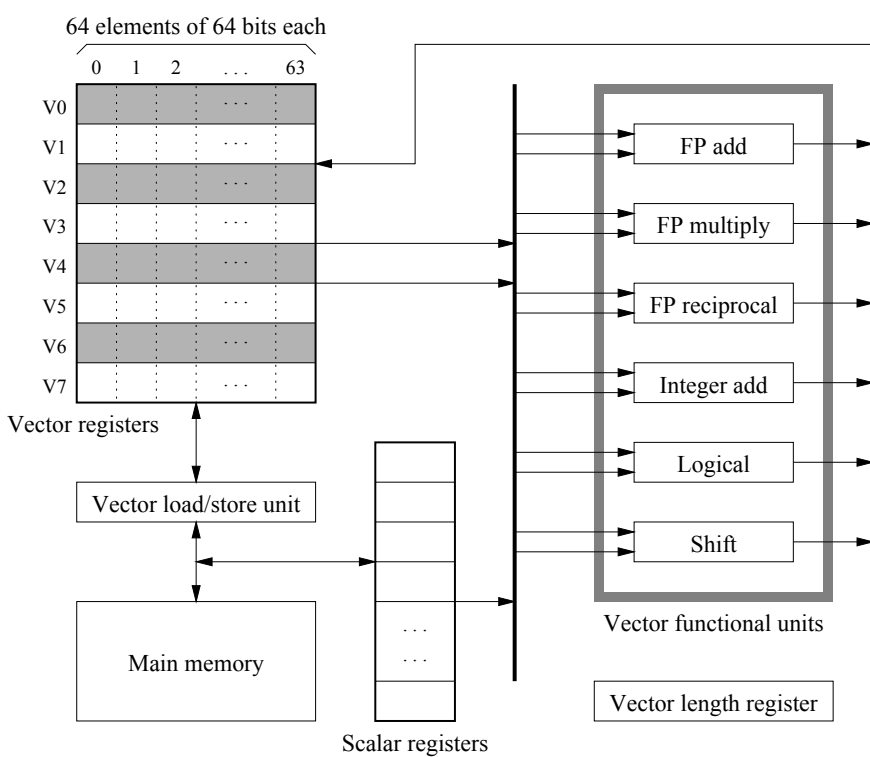 64 elements of 64 bits each
0 1 2 . . . 63
V0 . . .
V1 . . .
V2 . . .
V3 . . .
V4 . . .
V5 . . .
V6 . . .
V7 . . .
Vector registers
Vector load/store unit
Main memory
. . .
. . .
Scalar registers
FP add
FP multiply
FP reciprocal
Integer add
Logical
Shift
Vector functional units
Vector length register